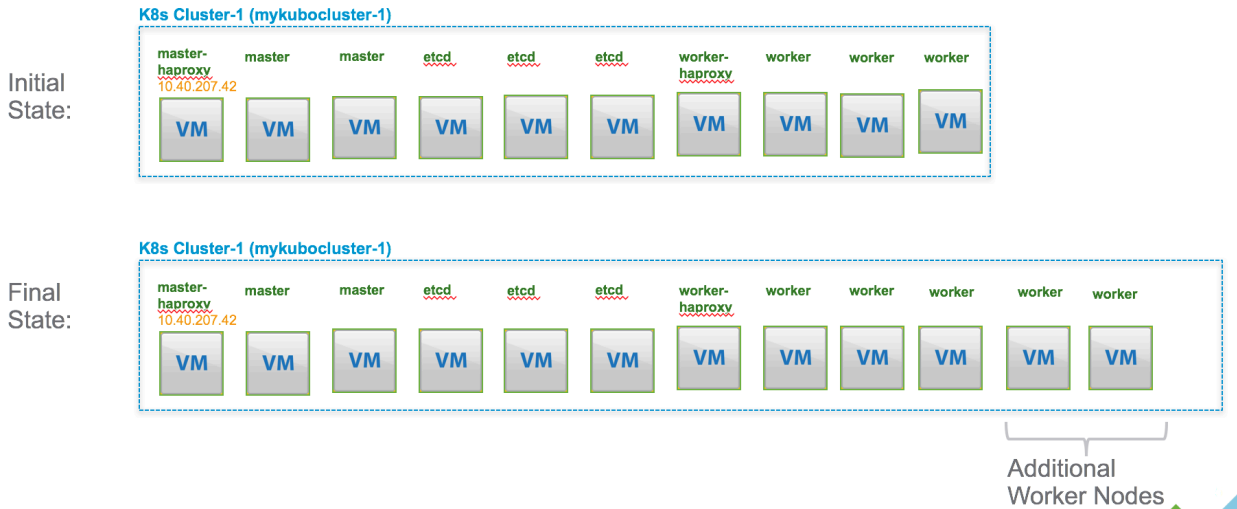 K8s Cluster-1 (mykubocluster-1)
Initial
State:
master-
haproxy
10.40.207.42
master
master
etcd
etcd
etcd
worker-
haproxy
worker
worker
worker
VM
VM
VM
VM
VM
VM
VM
VM
VM
VM
K8s Cluster-1 (mykubocluster-1)
Final
State:
master-
haproxy
10.40.207.42
master
master
etcd
etcd
etcd
worker-
haproxy
worker
worker
worker
worker
worker
VM
VM
VM
VM
VM
VM
VM
VM
VM
VM
VM
VM
Additional
Worker Nodes